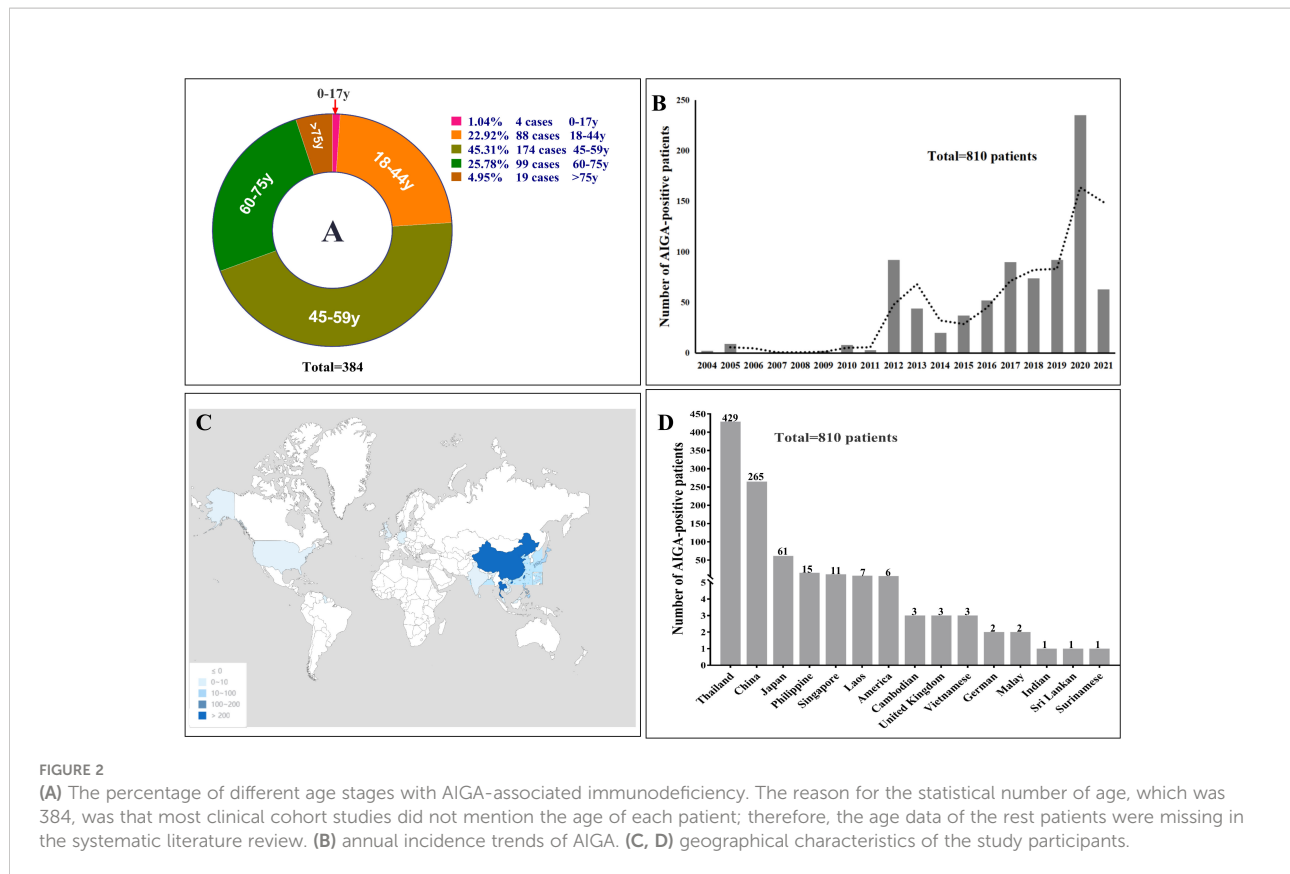 0-17y
>75y
18-44y
60-75y
45-59y
A
Total=384
1.04% 4 cases 0-17y
22.92% 88 cases 18-44y
45.31% 174 cases 45-59y
25.78% 99 cases 60-75y
4.95% 19 cases >75y
B
Number of AIGA-positive patients
250
200
150
100
50
0
Total=810 patients
2004 2005 2006 2007 2008 2009 2010 2011 2012 2013 2014 2015 2016 2017 2018 2019 2020 2021
C
≤ 0
0~10
10~100
100~200
> 200
D
Number of AIGA-positive patients
450
400
350
300
250
200
150
100
50
5
4
3
2
1
0
Total=810 patients
429 265 61 15 11 7 6 3 3 3 2 2 1 1 1
Thailand China Japan Philippine Singapore Laos America Cambodian United Kingdom Vietnamese German Malay Indian Sri Lankan Surinamese
FIGURE 2
(A) The percentage of different age stages with AIGA-associated immunodeficiency. The reason for the statistical number of age, which was
384, was that most clinical cohort studies did not mention the age of each patient; therefore, the age data of the rest patients were missing in
the systematic literature review. (B) annual incidence trends of AIGA. (C, D) geographical characteristics of the study participants.